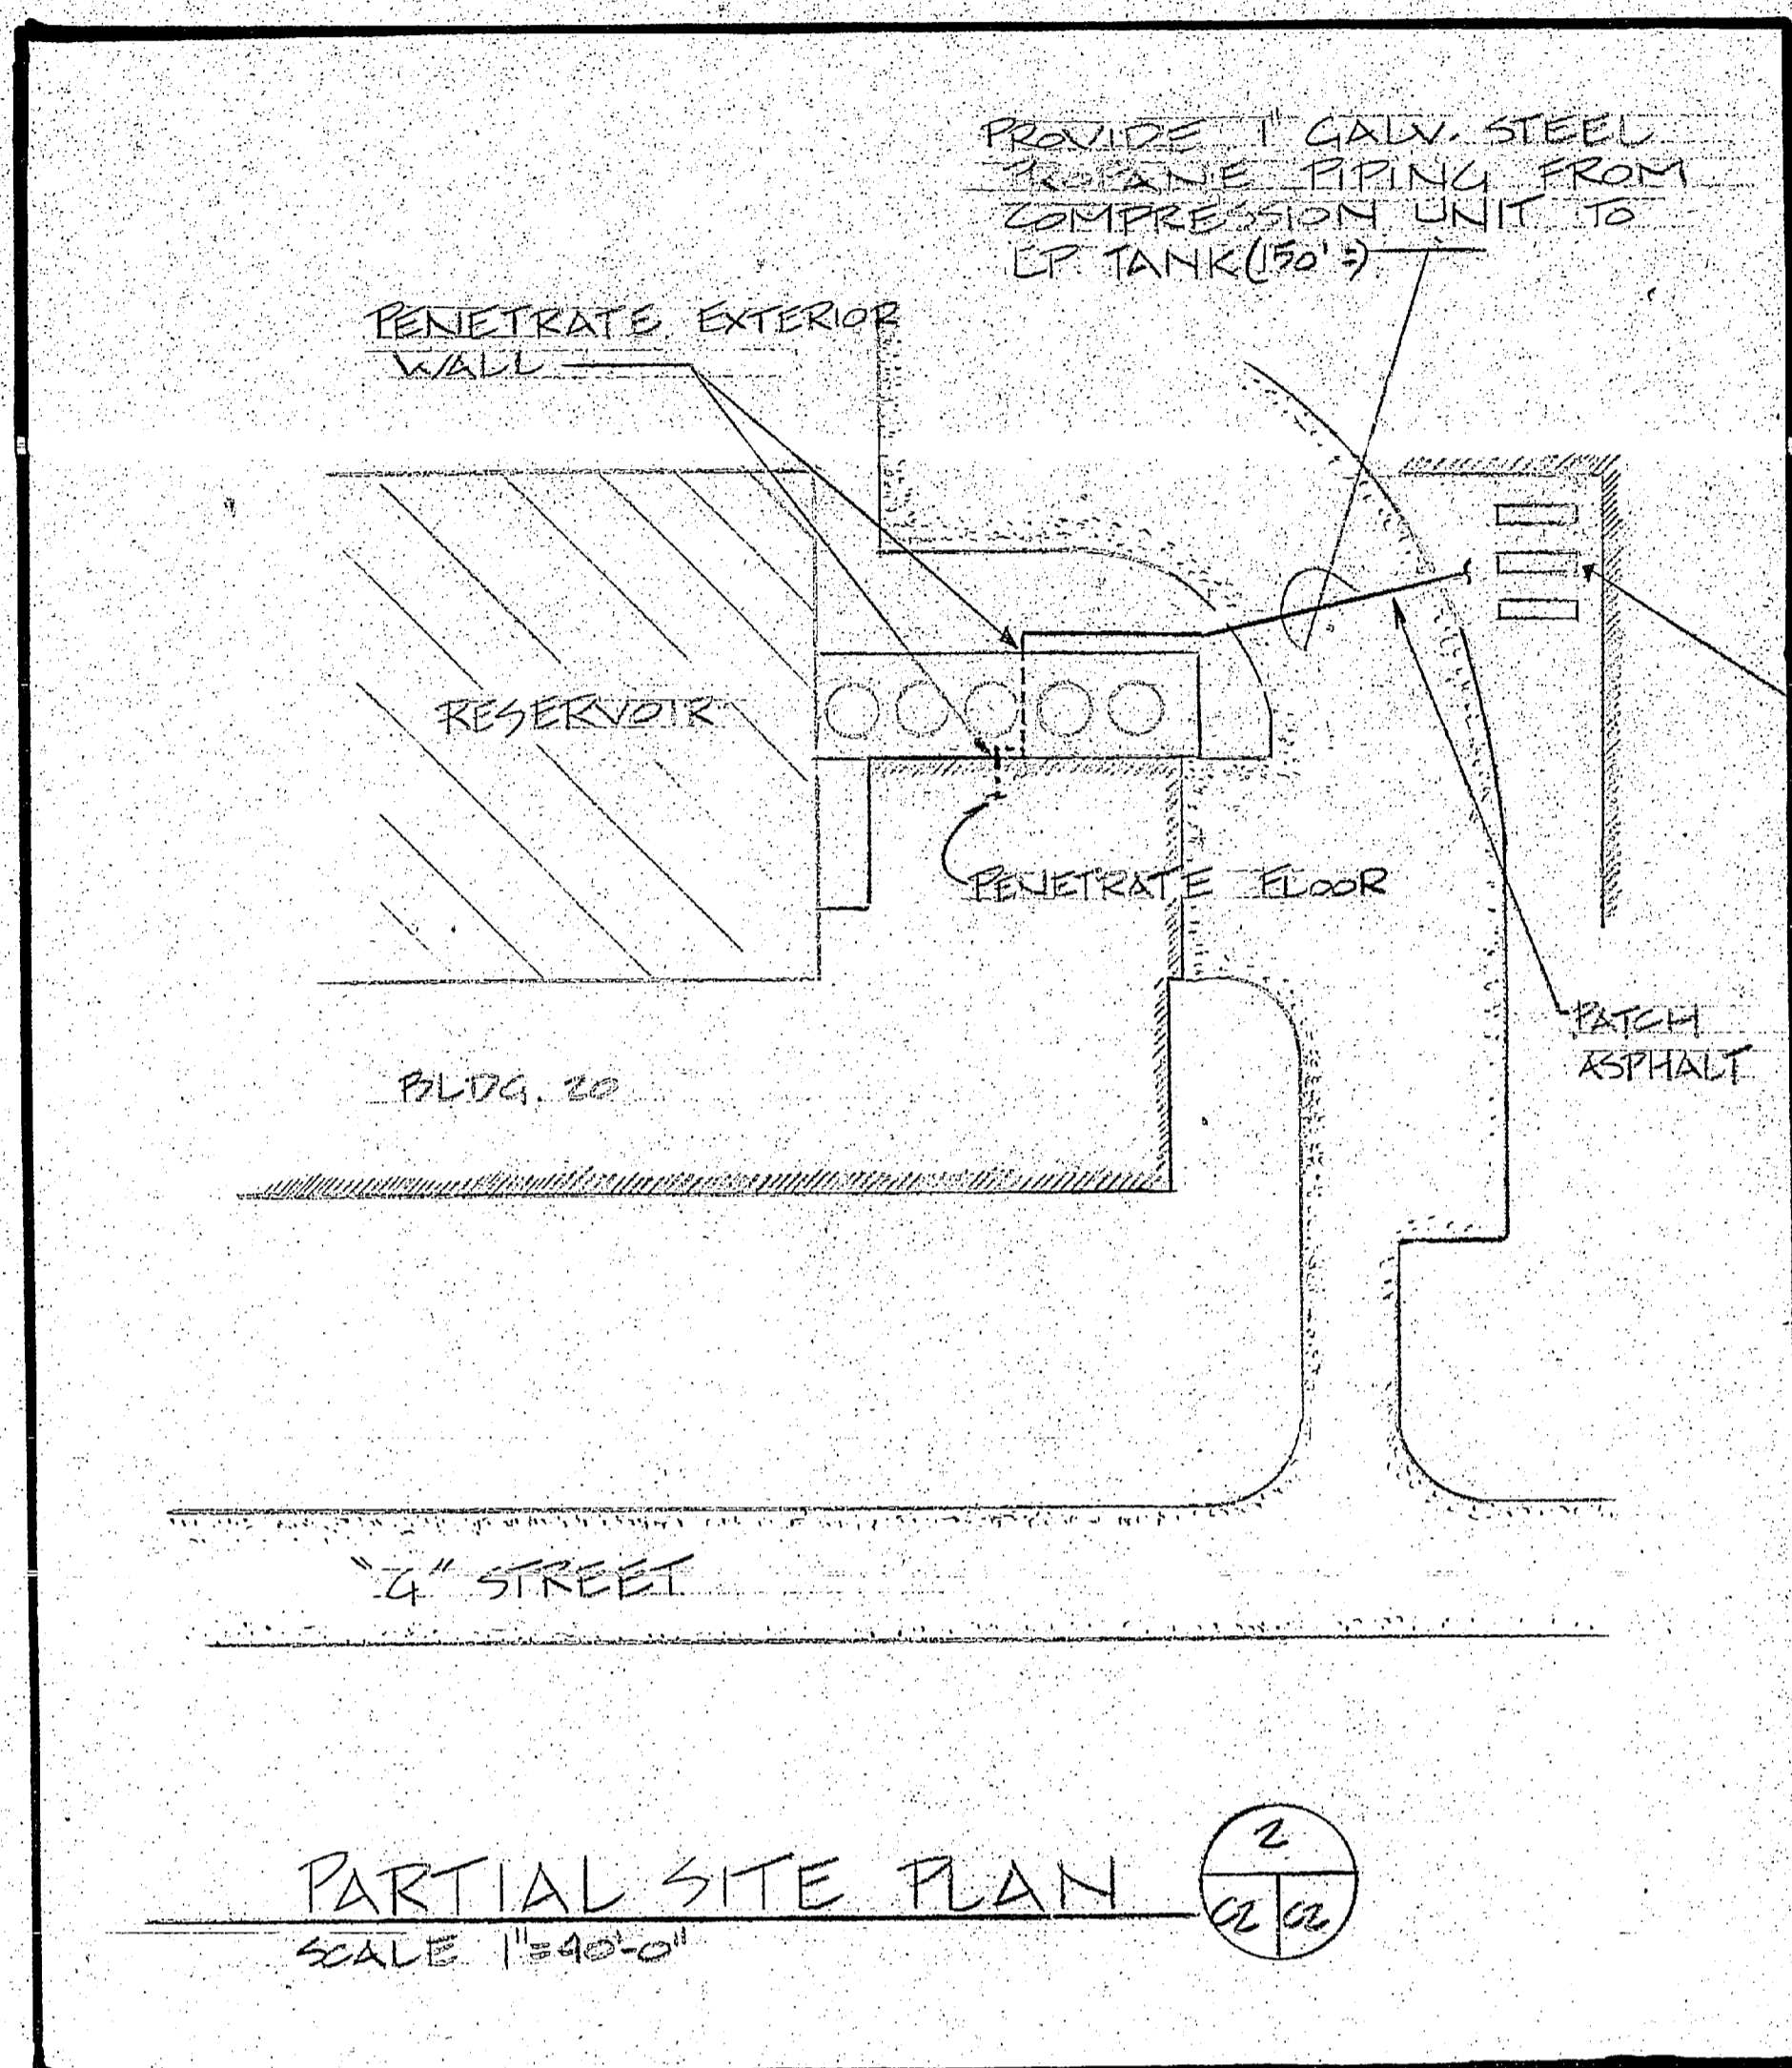 PROVIDE 1" GALV. STEEL
PROPANE PIPING FROM
COMPRESSION UNIT TO
LP TANK (150' ±)
PENETRATE EXTERIOR
WALL
RESERVOIR
PENETRATE FLOOR
PATCH
ASPHALT
BLDG. 20
"G" STREET
PARTIAL SITE PLAN
SCALE 1"=40'-0"
2
C2 C2